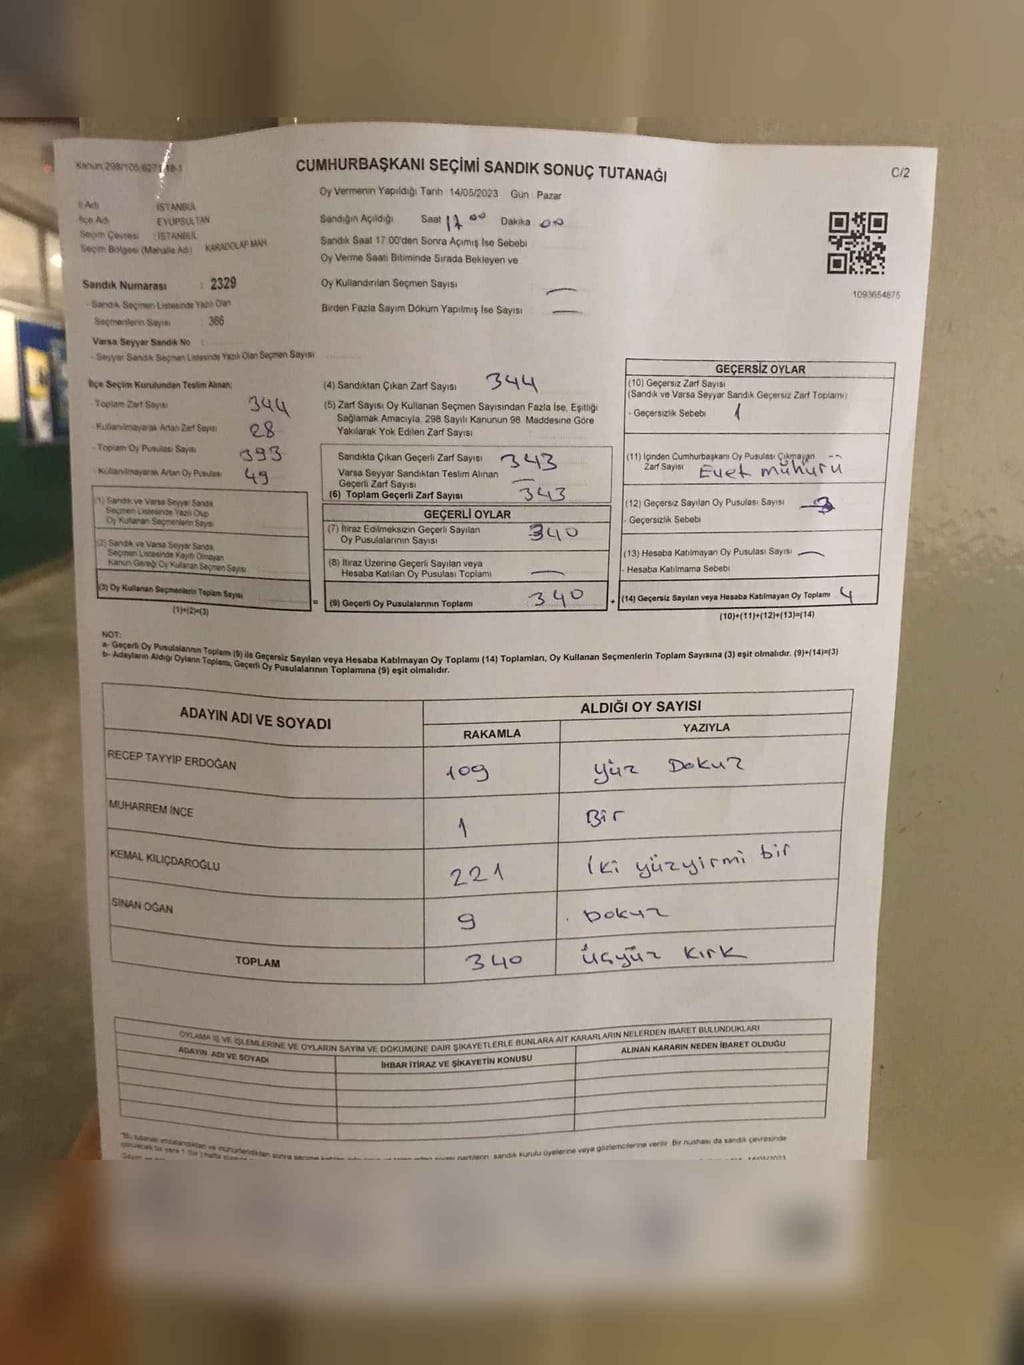 Kanun:298/105/6271/18-1
CUMHURBAŞKANI SEÇİMİ SANDIK SONUÇ TUTANAĞI
C/2
Oy Vermenin Yapıldığı Tarih 14/05/2023 Gün Pazar
İl Adı İSTANBUL
İlçe Adı EYÜPSULTAN
Seçim Çevresi : İSTANBUL
Seçim Bölgesi (Mahalle Adı) KARADOLAP MAH
Sandığın Açıldığı Saat 17 00 Dakika 00
Sandık Saat 17:00'den Sonra Açımış İse Sebebi
Oy Verme Saati Bitiminde Sırada Bekleyen ve
Oy Kullandırılan Seçmen Sayısı —
Birden Fazla Sayım Döküm Yapılmış İse Sayısı —
1093654875
Sandık Numarası : 2329
- Sandık Seçmen Listesinde Yazılı Olan
Seçmenlerin Sayısı : 366
Varsa Seyyar Sandık No :
- Seyyar Sandık Seçmen Listesinde Yazılı Olan Seçmen Sayısı
İlçe Seçim Kurulundan Teslim Alınan;
- Toplam Zarf Sayısı 344
- Kullanılmayarak Artan Zarf Sayısı 28
- Toplam Oy Pusulası Sayısı 393
- Kullanılmayarak Artan Oy Pusulası 49
(1) Sandık ve Varsa Seyyar Sandık
Seçmen Listesinde Yazılı Olup
Oy Kullanan Seçmenlerin Sayısı
(2) Sandık ve Varsa Seyyar Sandık
Seçmen Listesinde Kayıtlı Olmayan
Kanun Gereği Oy Kullanan Seçmen Sayısı
(3) Oy Kullanan Seçmenlerin Toplam Sayısı
(1)+(2)=(3)
(4) Sandıktan Çıkan Zarf Sayısı 344
(5) Zarf Sayısı Oy Kullanan Seçmen Sayısından Fazla İse, Eşitliği
Sağlamak Amacıyla, 298 Sayılı Kanunun 98 Maddesine Göre
Yakılarak Yok Edilen Zarf Sayısı
Sandıkla Çıkan Geçerli Zarf Sayısı 343
Varsa Seyyar Sandıktan Teslim Alınan
Geçerli Zarf Sayısı —
(6) Toplam Geçerli Zarf Sayısı 343
GEÇERLİ OYLAR
(7) İtiraz Edilmeksizin Geçerli Sayılan
Oy Pusulalarının Sayısı 340
(8) İtiraz Üzerine Geçerli Sayılan veya
Hesaba Katılan Oy Pusulası Toplamı —
= (9) Geçerli Oy Pusulalarının Toplamı 340
GEÇERSİZ OYLAR
(10) Geçersiz Zarf Sayısı
(Sandık ve Varsa Seyyar Sandık Geçersiz Zarf Toplamı)
- Geçersizlik Sebebi 1
(11) İçinden Cumhurbaşkanı Oy Pusulası Çıkmayan
Zarf Sayısı Evet mühürü
(12) Geçersiz Sayılan Oy Pusulası Sayısı 3
- Geçersizlik Sebebi
(13) Hesaba Katılmayan Oy Pusulası Sayısı —
- Hesaba Katılmama Sebebi
+ (14) Geçersiz Sayılan veya Hesaba Katılmayan Oy Toplamı 4
(10)+(11)+(12)+(13)=(14)
NOT:
a- Geçerli Oy Pusulalarının Toplamı (9) ile Geçersiz Sayılan veya Hesaba Katılmayan Oy Toplamı (14) Toplamları, Oy Kullanan Seçmenlerin Toplam Sayısına (3) eşit olmalıdır. (9)+(14)=(3)
b- Adayların Aldığı Oyların Toplamı, Geçerli Oy Pusulalarının Toplamına (9) eşit olmalıdır.
ADAYIN ADI VE SOYADI
ALDIĞI OY SAYISI
RAKAMLA YAZIYLA
RECEP TAYYİP ERDOĞAN 109 Yüz Dokuz
MUHARREM İNCE 1 Bir
KEMAL KILIÇDAROĞLU 221 İki yüzyirmi bir
SİNAN OĞAN 9 Dokuz
TOPLAM 340 Üçyüz Kırk
OYLAMA İŞ VE İŞLEMLERİNE VE OYLARIN SAYIM VE DÖKÜMÜNE DAİR ŞİKAYETLERLE BUNLARA AİT KARARLARIN NELERDEN İBARET BULUNDUKLARI
ADAYIN ADI VE SOYADI İHBAR İTİRAZ VE ŞİKAYETİN KONUSU ALINAN KARARIN NEDEN İBARET OLDUĞU
sandık kurulu üyelerine veya gözlemcilerine verilir. Bir nüshası da sandık çevresinde